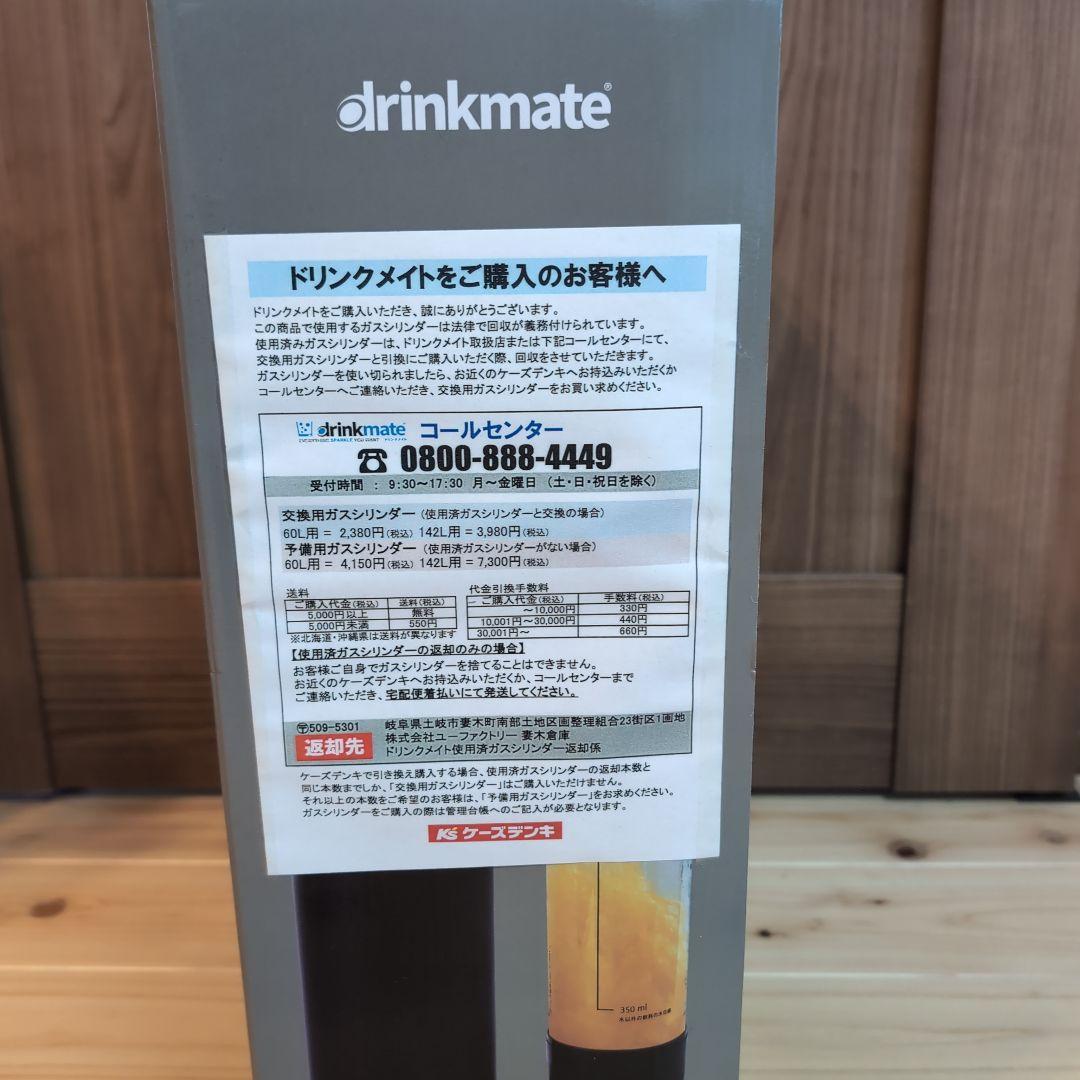 drinkmate®
ドリンクメイトをご購入のお客様へ
ドリンクメイトをご購入いただき、誠にありがとうございます。
この商品で使用するガスシリンダーは法律で回収が義務付けられています。
使用済みガスシリンダーは、ドリンクメイト取扱店または下記コールセンターにて、
交換用ガスシリンダーと引換にご購入いただく際、回収をさせていただきます。
ガスシリンダーを使い切られましたら、お近くのケーズデンキへお持込みいただくか
コールセンターへご連絡いただき、交換用ガスシリンダーをお買い求めください。
drinkmate コールセンター
EVERYTHING SPARKLE YOU WANT ドリンクメイト
☎ 0800-888-4449
受付時間 : 9:30〜17:30 月〜金曜日 (土・日・祝日を除く)
交換用ガスシリンダー (使用済ガスシリンダーと交換の場合)
60L用 = 2,380円(税込) 142L用 = 3,980円(税込)
予備用ガスシリンダー (使用済ガスシリンダーがない場合)
60L用 = 4,150円(税込) 142L用 = 7,300円(税込)
送料
ご購入代金(税込) 送料(税込)
5,000円以上 無料
5,000円未満 550円
※北海道・沖縄県は送料が異なります
代金引換手数料
ご購入代金(税込) 手数料(税込)
〜10,000円 330円
10,001円〜30,000円 440円
30,001円〜 660円
【使用済ガスシリンダーの返却のみの場合】
お客様ご自身でガスシリンダーを捨てることはできません。
お近くのケーズデンキへお持込みいただくか、コールセンターまで
ご連絡いただき、宅配便着払いにて発送してください。
〒509-5301 岐阜県土岐市妻木町南部土地区画整理組合23街区1画地
返却先 株式会社ユーファクトリー 妻木倉庫
ドリンクメイト使用済ガスシリンダー返却係
ケーズデンキで引き換え購入する場合、使用済ガスシリンダーの返却本数と
同じ本数までしか、「交換用ガスシリンダー」はご購入いただけません。
それ以上の本数をご希望のお客様は、「予備用ガスシリンダー」をお求めください。
ガスシリンダーをご購入の際は管理台帳へのご記入が必要となります。
K's ケーズデンキ
350 ml
水以外の飲料の水位線